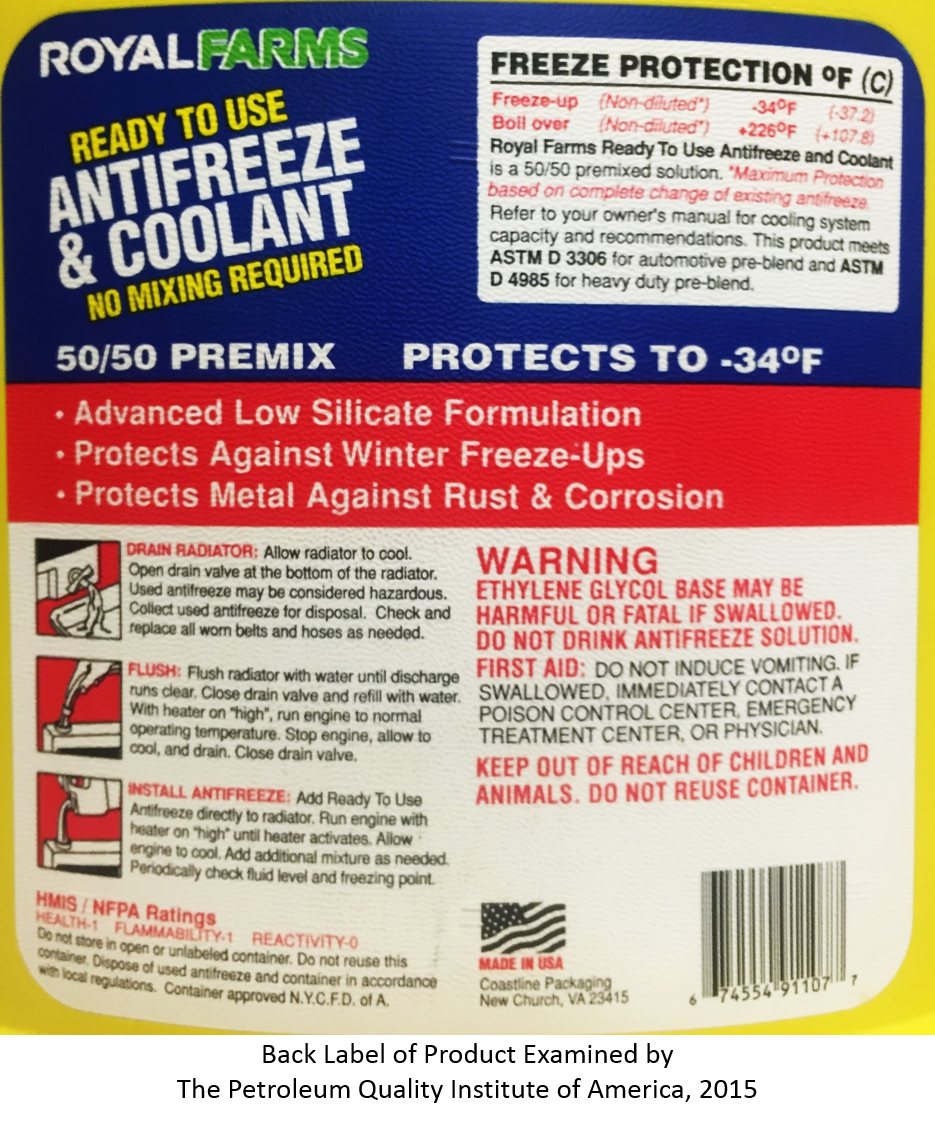 ROYALFARMS
READY TO USE
ANTIFREEZE
& COOLANT
NO MIXING REQUIRED
FREEZE PROTECTION ºF (C)
Freeze-up (Non-diluted*) -34ºF (-37.2)
Boil over (Non-diluted*) +226ºF (+107.8)
Royal Farms Ready To Use Antifreeze and Coolant
is a 50/50 premixed solution. *Maximum Protection
based on complete change of existing antifreeze.
Refer to your owner's manual for cooling system
capacity and recommendations. This product meets
ASTM D 3306 for automotive pre-blend and ASTM
D 4985 for heavy duty pre-blend.
50/50 PREMIX PROTECTS TO -34ºF
• Advanced Low Silicate Formulation
• Protects Against Winter Freeze-Ups
• Protects Metal Against Rust & Corrosion
DRAIN RADIATOR: Allow radiator to cool.
Open drain valve at the bottom of the radiator.
Used antifreeze may be considered hazardous.
Collect used antifreeze for disposal. Check and
replace all worn belts and hoses as needed.
FLUSH: Flush radiator with water until discharge
runs clear. Close drain valve and refill with water.
With heater on "high", run engine to normal
operating temperature. Stop engine, allow to
cool, and drain. Close drain valve.
INSTALL ANTIFREEZE: Add Ready To Use
Antifreeze directly to radiator. Run engine with
heater on "high" until heater activates. Allow
engine to cool. Add additional mixture as needed.
Periodically check fluid level and freezing point.
HMIS / NFPA Ratings
HEALTH-1 FLAMMABILITY-1 REACTIVITY-0
Do not store in open or unlabeled container. Do not reuse this
container. Dispose of used antifreeze and container in accordance
with local regulations. Container approved N.Y.C.F.D. of A.
WARNING
ETHYLENE GLYCOL BASE MAY BE
HARMFUL OR FATAL IF SWALLOWED.
DO NOT DRINK ANTIFREEZE SOLUTION.
FIRST AID: DO NOT INDUCE VOMITING. IF
SWALLOWED, IMMEDIATELY CONTACT A
POISON CONTROL CENTER, EMERGENCY
TREATMENT CENTER, OR PHYSICIAN.
KEEP OUT OF REACH OF CHILDREN AND
ANIMALS. DO NOT REUSE CONTAINER.
MADE IN USA
Coastline Packaging
New Church, VA 23415
6 74554 91107 7
Back Label of Product Examined by
The Petroleum Quality Institute of America, 2015